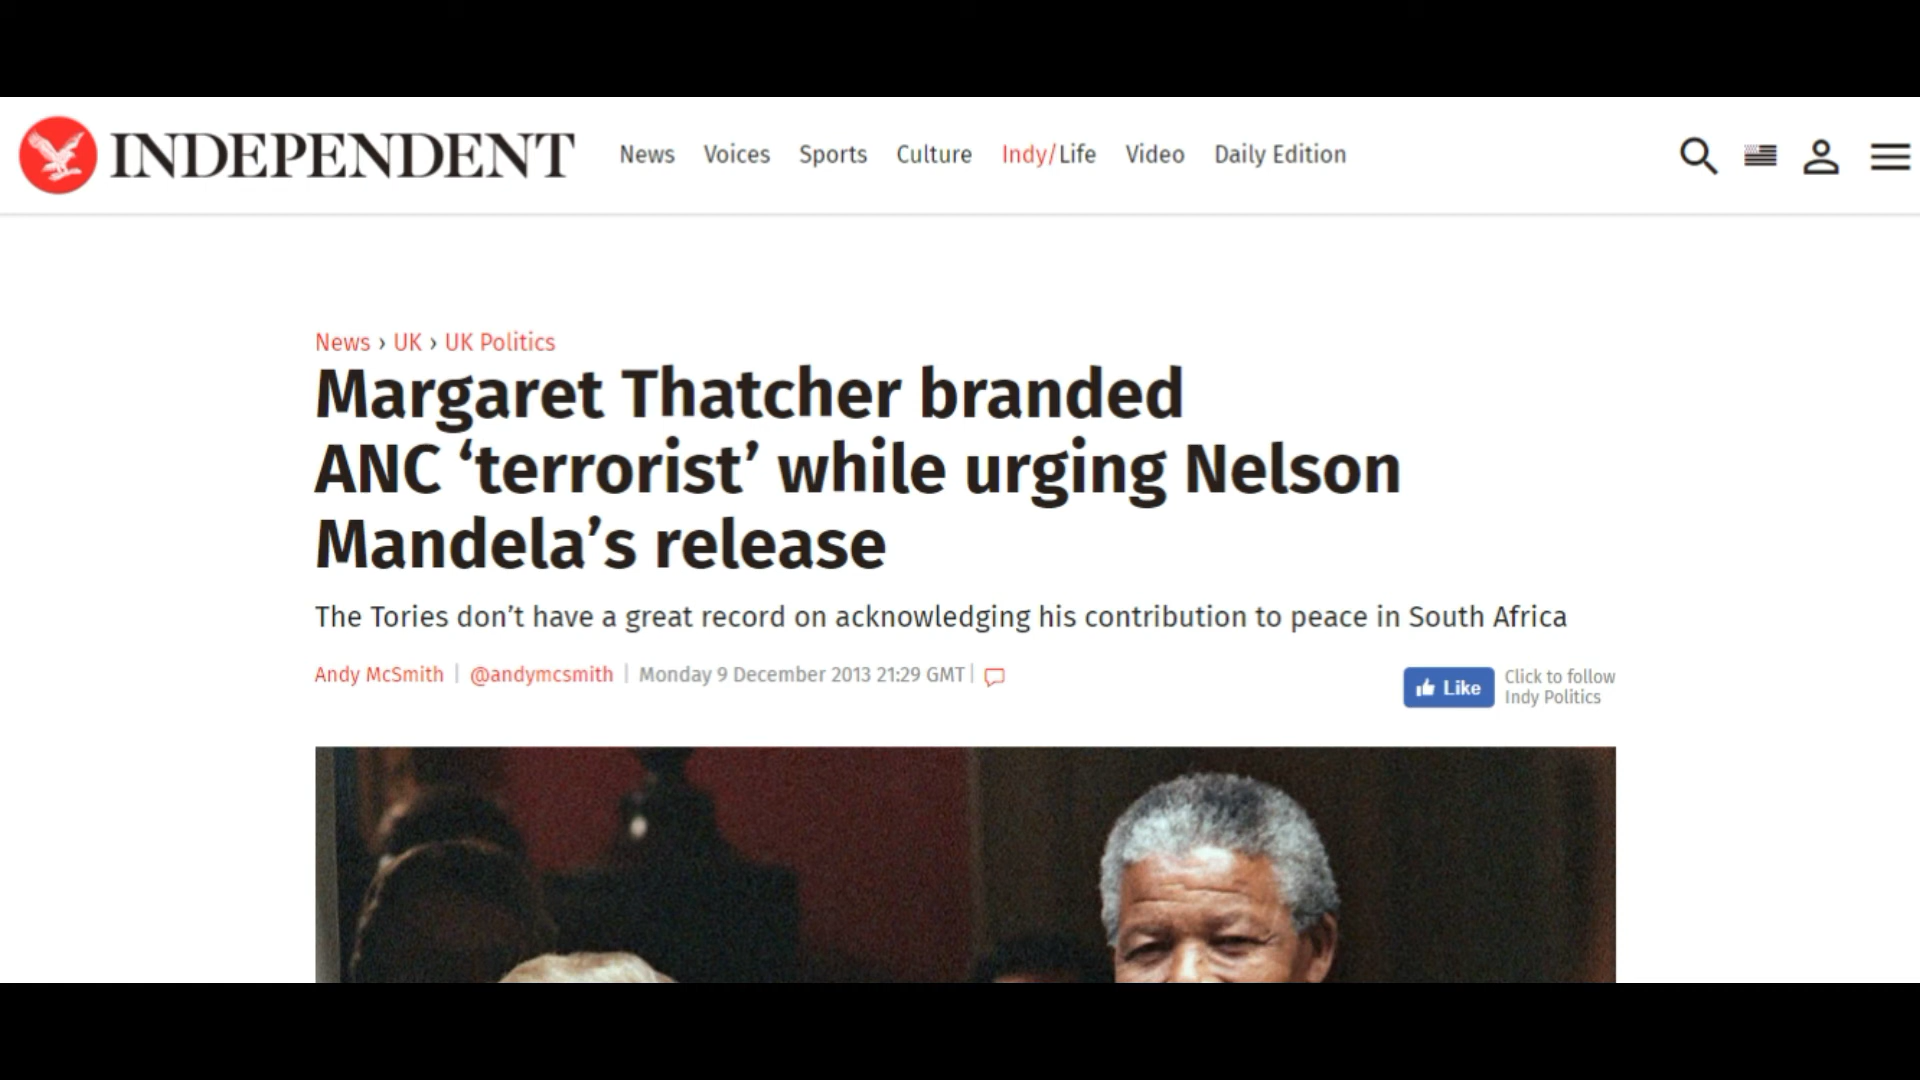 INDEPENDENT News Voices Sports Culture Indy/Life Video Daily Edition
News › UK › UK Politics
Margaret Thatcher branded
ANC ‘terrorist’ while urging Nelson
Mandela’s release
The Tories don’t have a great record on acknowledging his contribution to peace in South Africa
Andy McSmith | @andymcsmith | Monday 9 December 2013 21:29 GMT |
Like Click to follow
Indy Politics